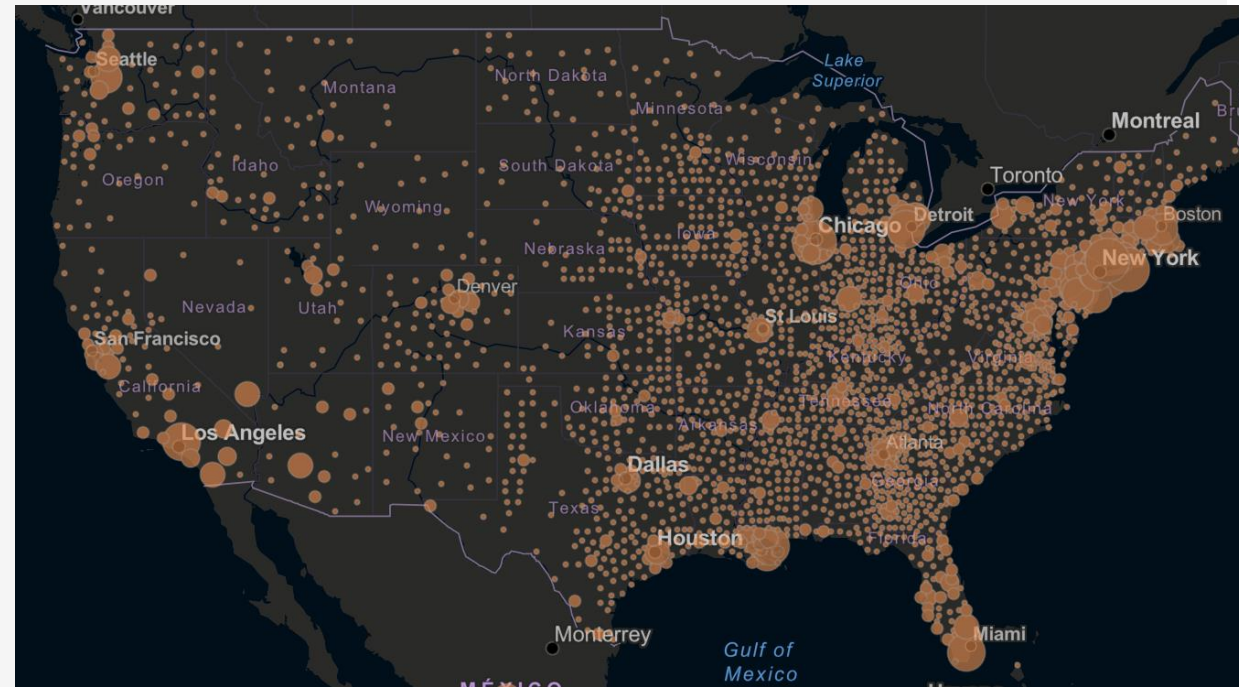 Vancouver
Seattle
Lake
Superior
North Dakota
Montana
Minnesota
Montreal
Wisconsin
Idaho
South Dakota
Oregon
Toronto
Wyoming
New York
Detroit
Boston
Chicago
Iowa
Nebraska
New York
Ohio
Denver
Nevada
Utah
St Louis
Kansas
San Francisco
Kentucky
Virginia
California
Oklahoma
Tennessee
North Carolina
Arkansas
Los Angeles
New Mexico
Atlanta
Dallas
Georgia
Texas
Houston
Florida
Monterrey
Miami
Gulf of
Mexico
MÉXICO